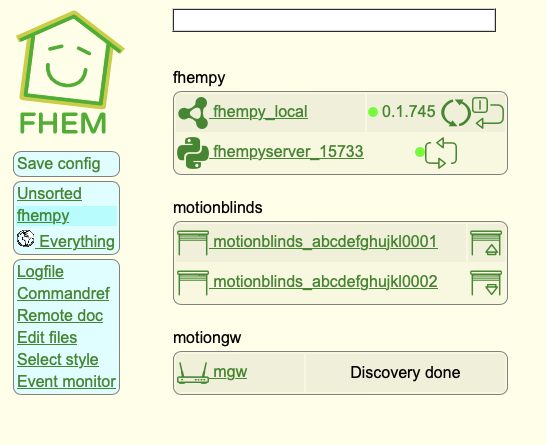 FHEM
Save config
Unsorted
fhempy
Everything
Logfile
Commandref
Remote doc
Edit files
Select style
Event monitor
fhempy
fhempy_local 0.1.745
fhempyserver_15733
motionblinds
motionblinds_abcdefghujkl0001
motionblinds_abcdefghujkl0002
motiongw
mgw Discovery done